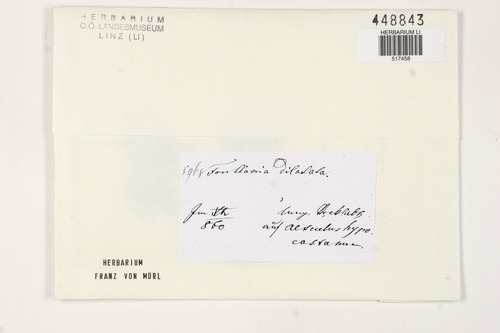 HERBARIUM
O.Ö. LANDESMUSEUM
LINZ (LI)
448843
HERBARIUM LI
517458
5968 Frullania dilatata.
860
auf aesculus hypo.
castanum
HERBARIUM
FRANZ VON MÖRL